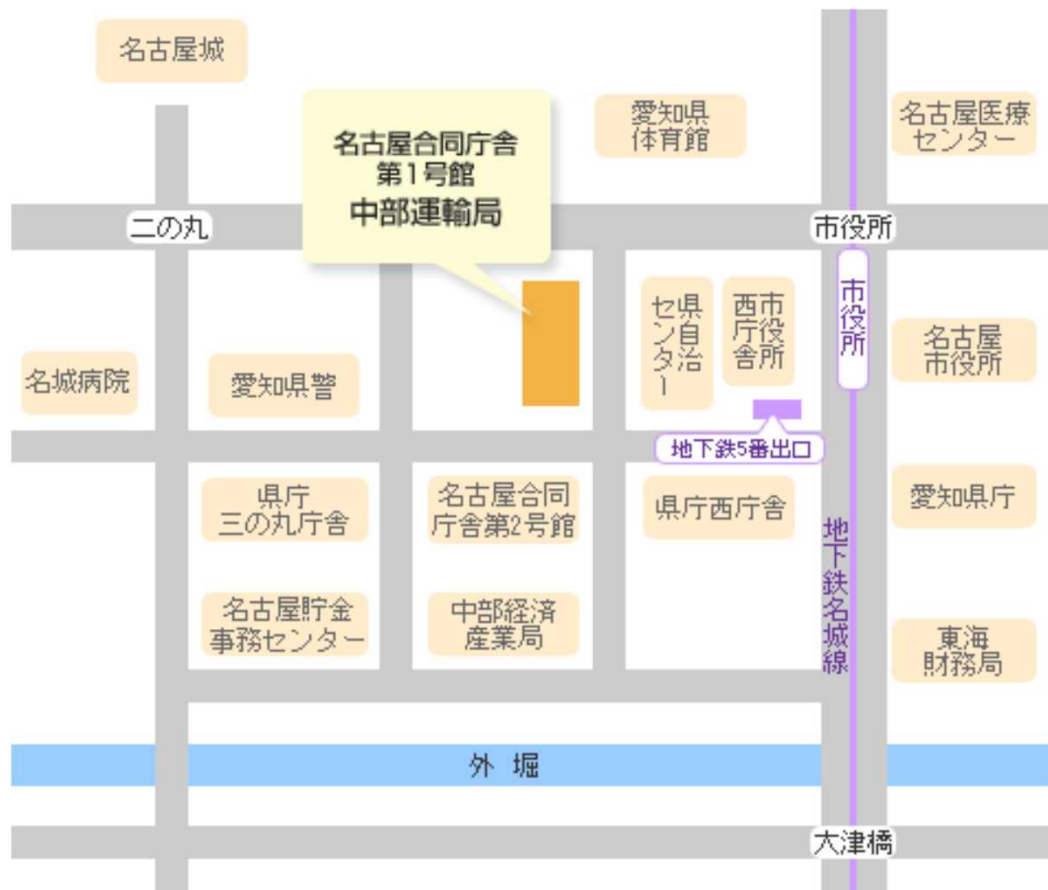 名古屋城
名古屋合同庁舎
第1号館
中部運輸局
愛知県
体育館
名古屋医療
センター
二の丸
市役所
市役所
県自治
センター
市役所
西庁舎
名古屋
市役所
名城病院
愛知県警
地下鉄5番出口
県庁
三の丸庁舎
名古屋合同
庁舎第2号館
県庁西庁舎
愛知県庁
地下鉄名城線
名古屋貯金
事務センター
中部経済
産業局
東海
財務局
外堀
大津橋